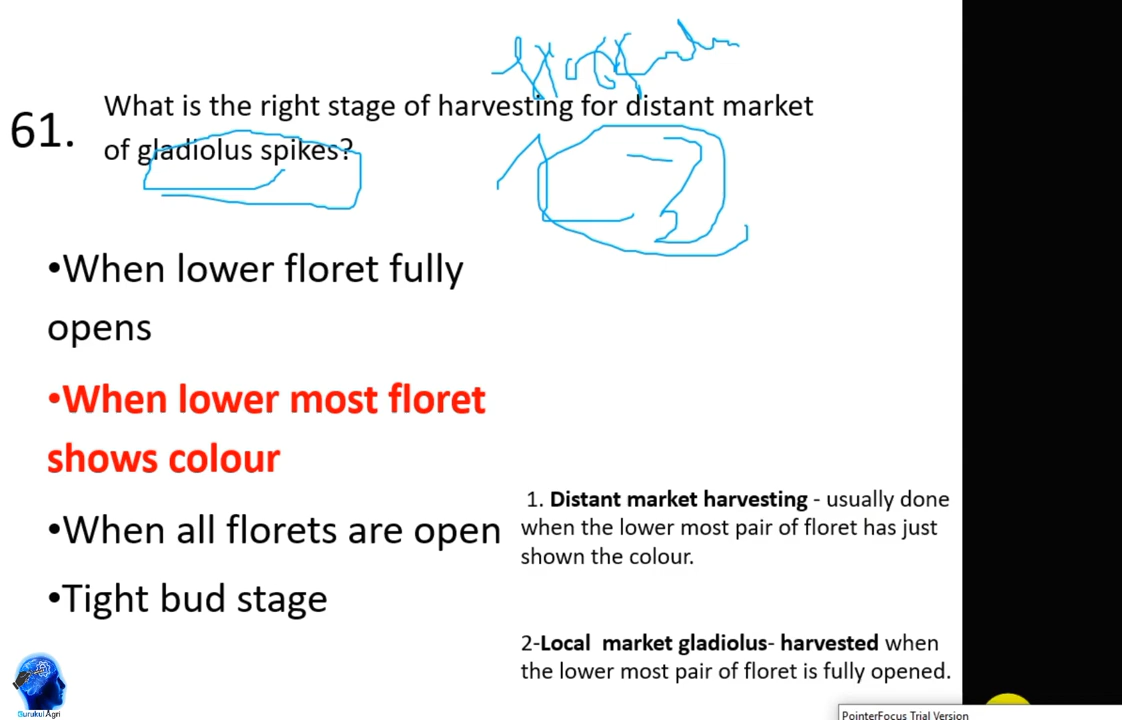 61.
What is the right stage of harvesting for distant market
of gladiolus spikes?
•When lower floret fully
opens
•When lower most floret
shows colour
•When all florets are open
•Tight bud stage
1. Distant market harvesting - usually done
when the lower most pair of floret has just
shown the colour.
2-Local market gladiolus- harvested when
the lower most pair of floret is fully opened.
Gurukul Agri
PointerFocus Trial Version